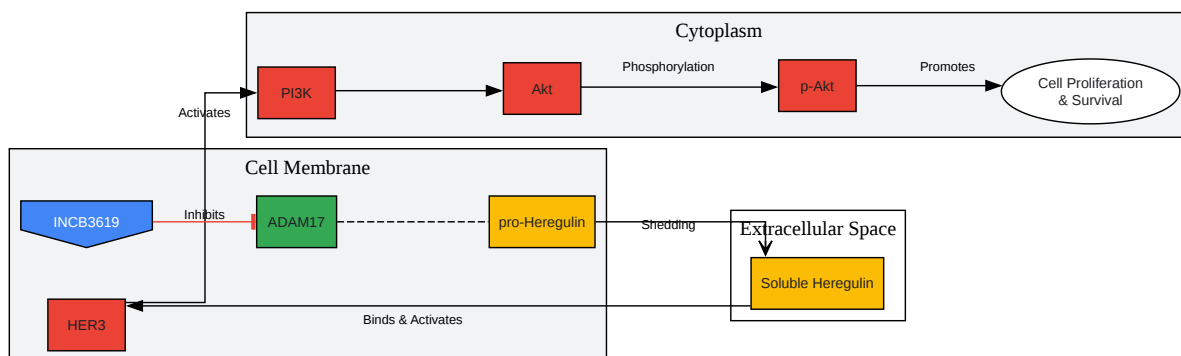 Cytoplasm
PI3K
Akt
Phosphorylation
p-Akt
Promotes
Cell Proliferation
& Survival
Activates
Cell Membrane
INCB3619
Inhibits
ADAM17
pro-Heregulin
Shedding
Extracellular Space
Soluble Heregulin
HER3
Binds & Activates